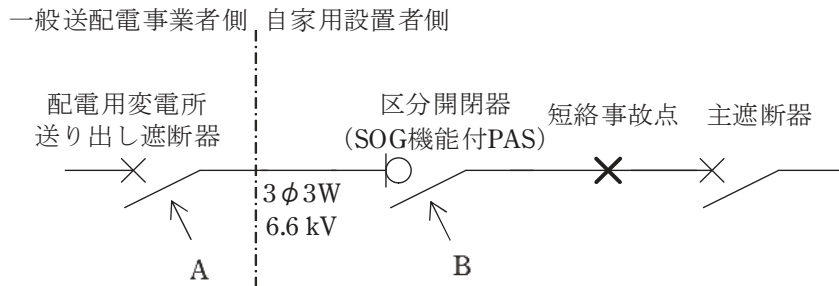 一般送配電事業者側
自家用設置者側
配電用変電所
送り出し遮断器
区分開閉器
(SOG機能付PAS)
短絡事故点
主遮断器
3φ3W
6.6 kV
A
B